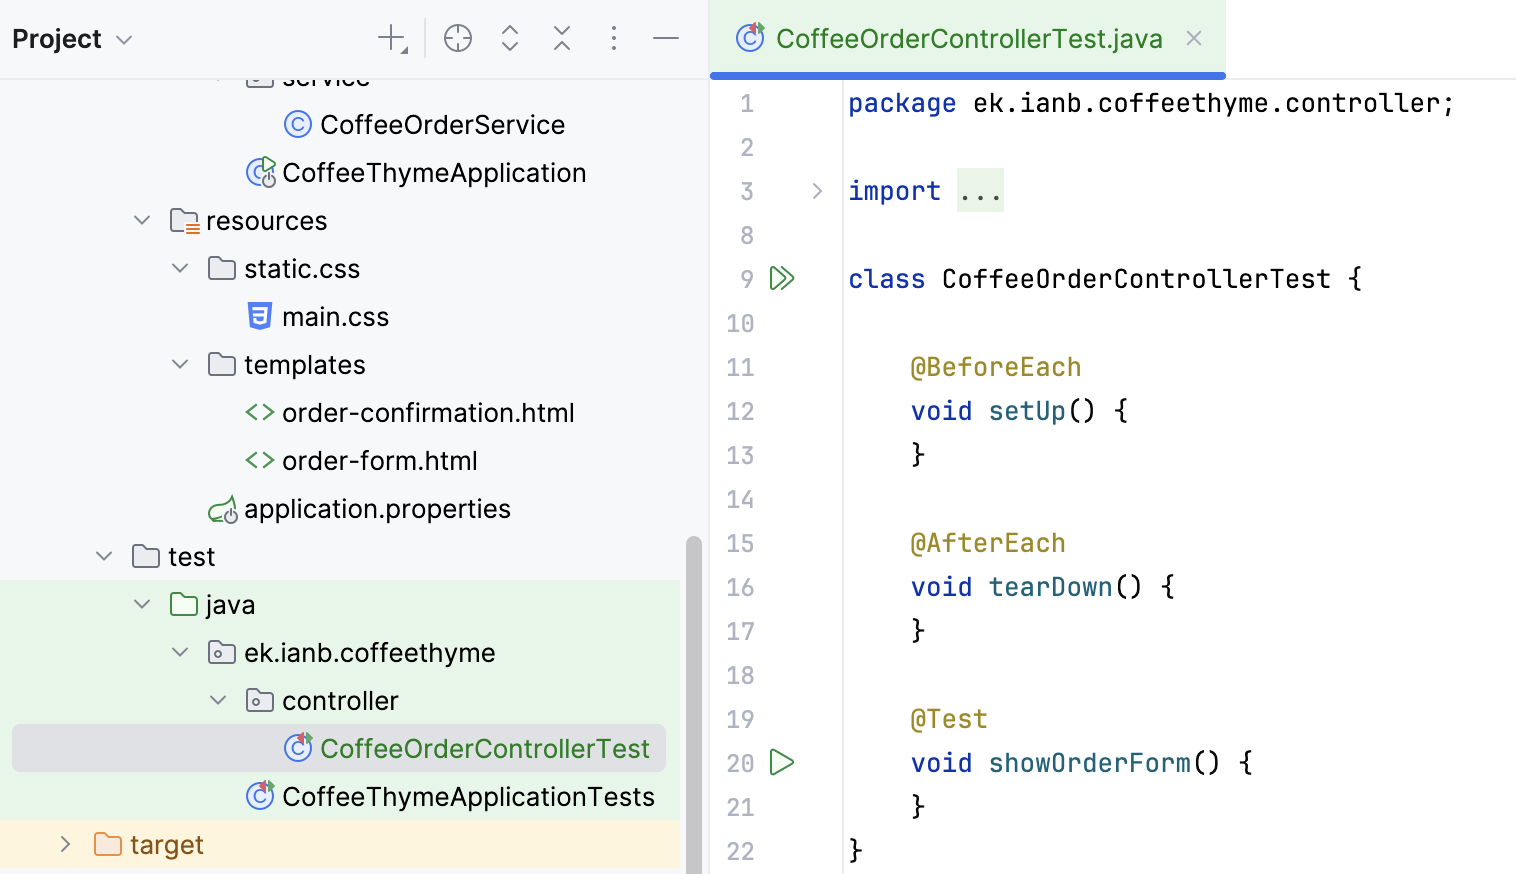 Project
CoffeeOrderControllerTest.java
service
CoffeeOrderService
CoffeeThymeApplication
resources
static.css
main.css
templates
order-confirmation.html
order-form.html
application.properties
test
java
ek.ianb.coffeethyme
controller
CoffeeOrderControllerTest
CoffeeThymeApplicationTests
target
1 package ek.ianb.coffeethyme.controller;
2
3 import ...
8
9 class CoffeeOrderControllerTest {
10
11 @BeforeEach
12 void setUp() {
13 }
14
15 @AfterEach
16 void tearDown() {
17 }
18
19 @Test
20 void showOrderForm() {
21 }
22 }